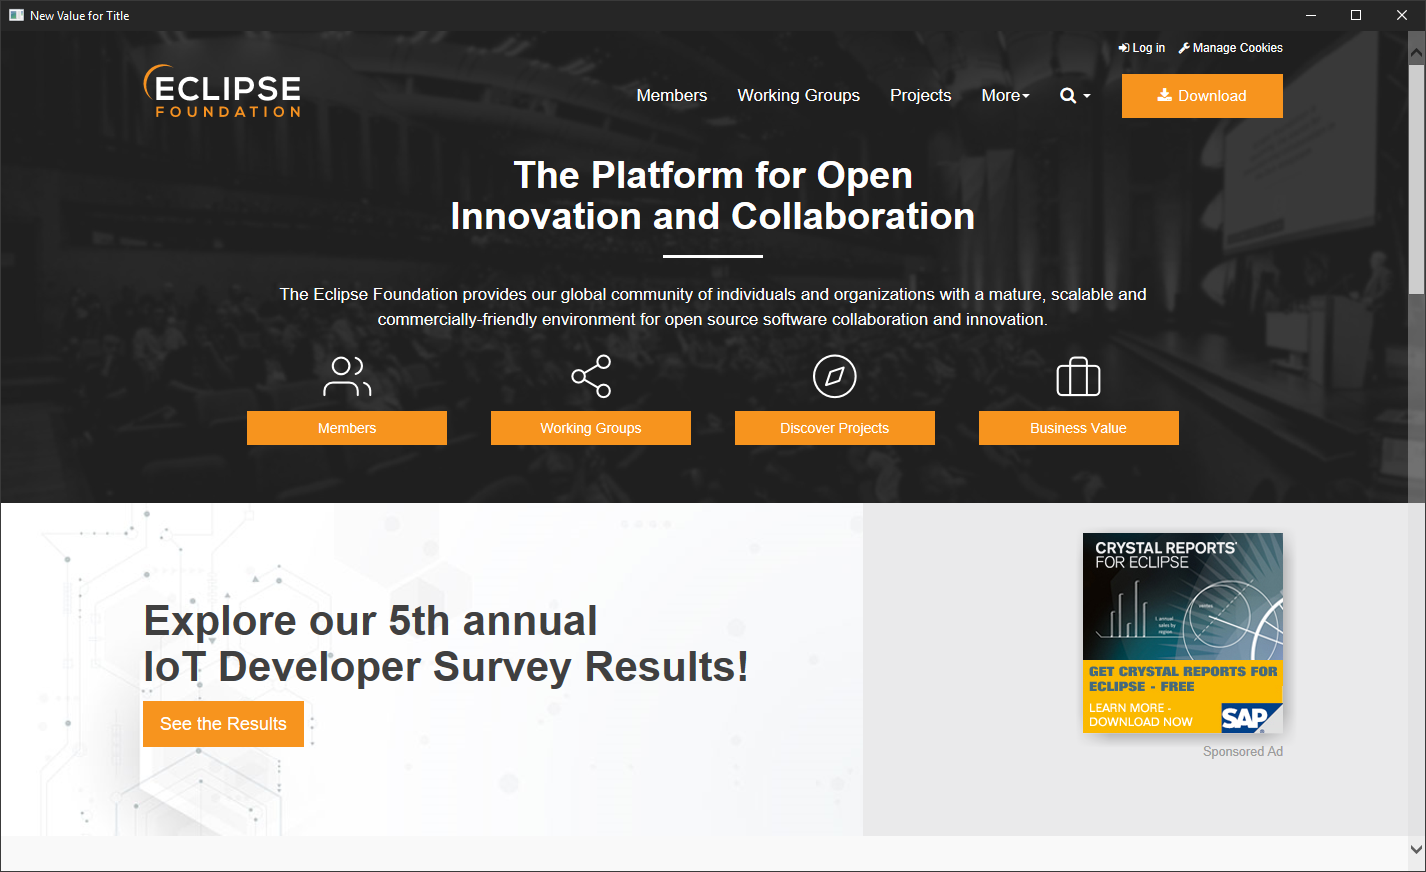 New Value for Title
Log in Manage Cookies
ECLIPSE
FOUNDATION
Members Working Groups Projects More Download
The Platform for Open
Innovation and Collaboration
The Eclipse Foundation provides our global community of individuals and organizations with a mature, scalable and
commercially-friendly environment for open source software collaboration and innovation.
Members Working Groups Discover Projects Business Value
Explore our 5th annual
IoT Developer Survey Results!
See the Results
CRYSTAL REPORTS
FOR ECLIPSE
annual
sales by
region
GET CRYSTAL REPORTS FOR
ECLIPSE - FREE
LEARN MORE -
DOWNLOAD NOW
SAP
Sponsored Ad